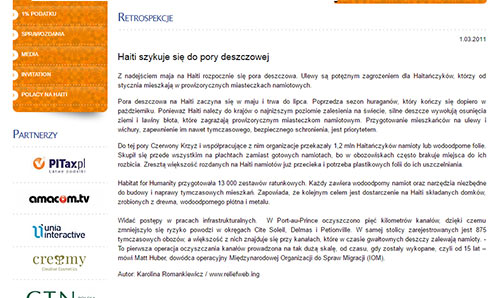 1% PODATKU
SPRAWOZDANIA
MEDIA
INVITATION
POLACY NA HAITI
PARTNERZY
PITax.pl
Łatwe podatki
amacom.tv
unia
interactive
creamy
RETROSPEKCJE
1.03.2011
Haiti szykuje się do pory deszczowej
Z nadejściem maja na Haiti rozpocznie się pora deszczowa. Ulewy są potężnym zagrożeniem dla Haitańczyków, którzy od
stycznia mieszkają w prowizorycznych miasteczkach namiotowych.
Pora deszczowa na Haiti zaczyna się w maju i trwa do lipca. Poprzedza sezon huraganów, który kończy się dopiero w
październiku. Ponieważ Haiti należy do krajów o najniższym poziomie zalesienia na świecie, silne deszcze wywołują osunięcia
ziemi i lawiny błota, które zagrażają prowizorycznym miasteczkom namiotowym. Przygotowanie mieszkańców na ulewy i
wichury, zapewnienie im nawet tymczasowego, bezpiecznego schronienia, jest priorytetem.
Do tej pory Czerwony Krzyż i współpracujące z nim organizacje przekazały 1,2 mln Haitańczyków namioty lub wodoodporne folie.
Skupił się przede wszystkim na płachtach zamiast gotowych namiotach, bo w obozowiskach często brakuje miejsca do ich
rozbicia. Zresztą większość rozdanych na Haiti namiotów już przecieka i potrzeba plastikowych folii do ich uszczelniania.
Habitat for Humanity przygotowała 13 000 zestawów ratunkowych. Każdy zawiera wodoodporny namiot oraz narzędzia niezbędne
do budowy i naprawy tymczasowych mieszkań. Zapowiada, że kolejnym celem jest dostarczenie na Haiti składanych domków,
zrobionych z drewna, wodoodpornego płótna i metalu.
Widać postępy w pracach infrastrukturalnych. W Port-au-Prince oczyszczono pięć kilometrów kanałów, dzięki czemu
zmniejszyło się ryzyko powodzi w okręgach Cite Soleil, Delmas i Petionville. W samej stolicy zarejestrowanych jest 875
tymczasowych obozów, a większość z nich znajduje się przy kanałach, które w czasie gwałtownych deszczy zalewają namioty. -
To pierwsza operacja oczyszczania kanałów prowadzona na tak dużą skalę, od czasu, gdy zostały wykopane, czyli od 15 lat –
mówi Matt Huber, dowódca operacyjny Międzynarodowej Organizacji do Spraw Migracji (IOM).
Autor: Karolina Romankiewicz / www.reliefweb.ing